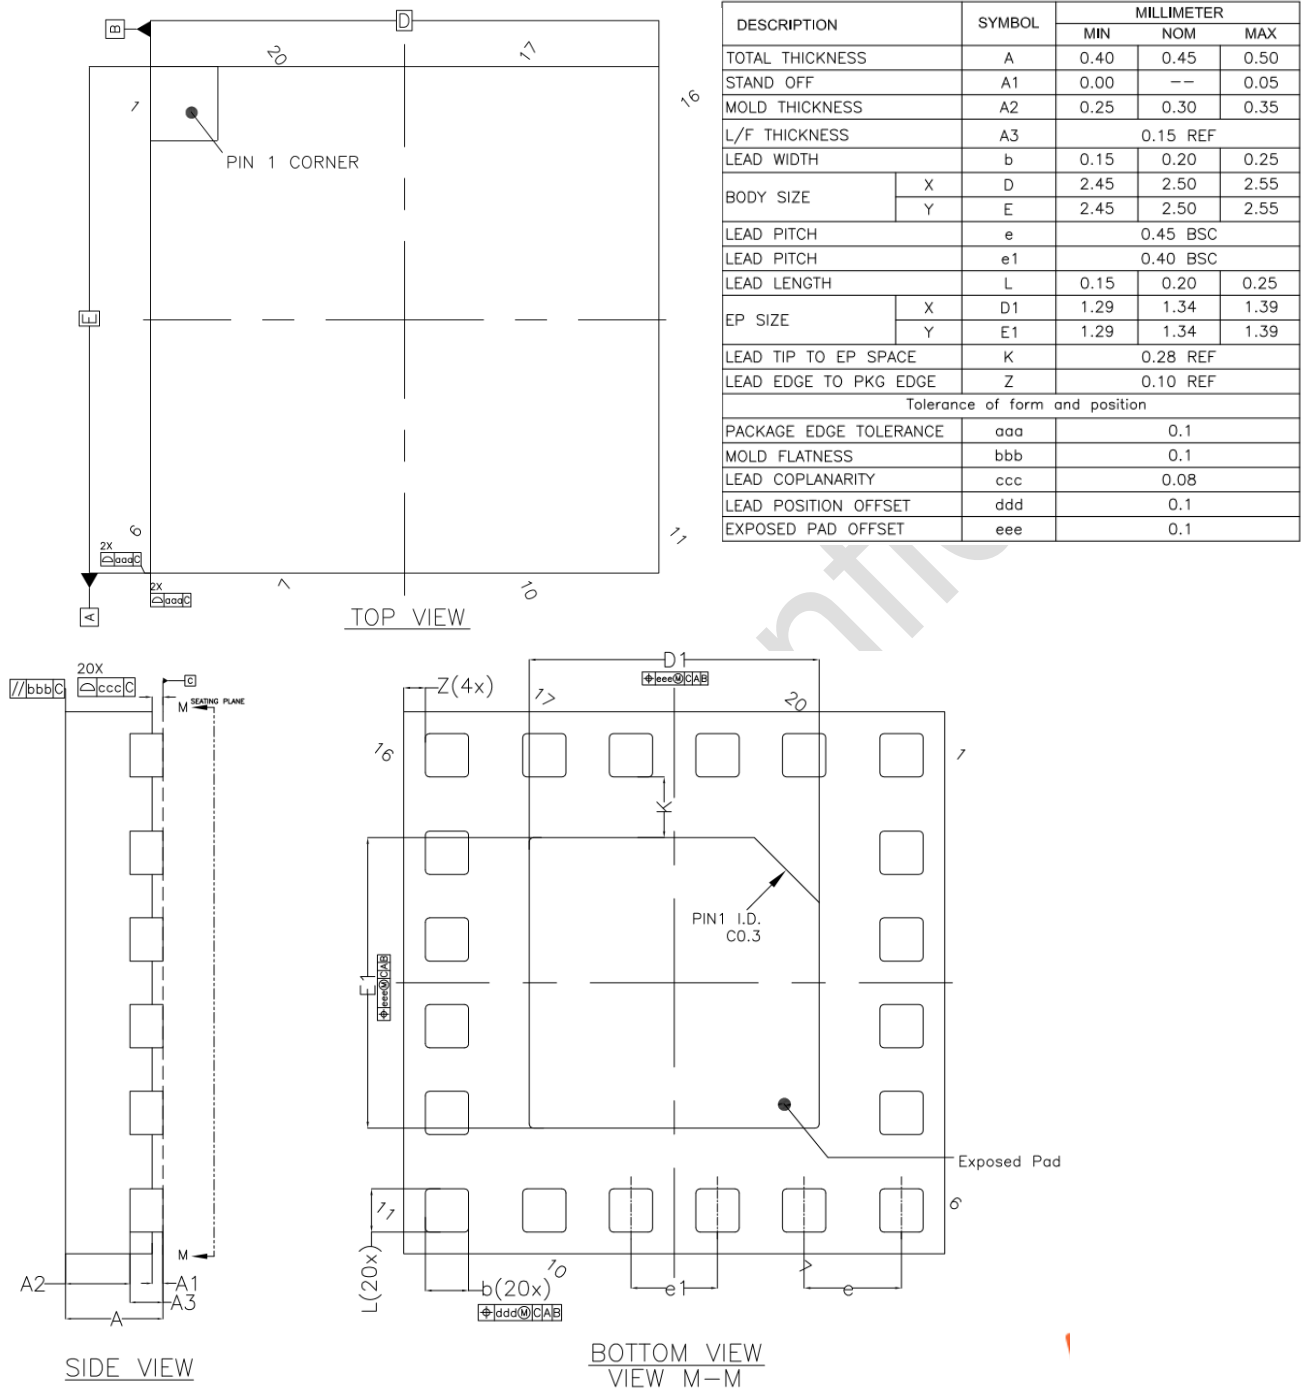 B
D
20
17
1
16
PIN 1 CORNER
E
6
11
2X
aaa C
2X
aaa C
7
10
A
TOP VIEW
DESCRIPTION SYMBOL MILLIMETER
MIN NOM MAX
TOTAL THICKNESS A 0.40 0.45 0.50
STAND OFF A1 0.00 -- 0.05
MOLD THICKNESS A2 0.25 0.30 0.35
L/F THICKNESS A3 0.15 REF
LEAD WIDTH b 0.15 0.20 0.25
BODY SIZE X D 2.45 2.50 2.55
Y E 2.45 2.50 2.55
LEAD PITCH e 0.45 BSC
LEAD PITCH e1 0.40 BSC
LEAD LENGTH L 0.15 0.20 0.25
EP SIZE X D1 1.29 1.34 1.39
Y E1 1.29 1.34 1.39
LEAD TIP TO EP SPACE K 0.28 REF
LEAD EDGE TO PKG EDGE Z 0.10 REF
Tolerance of form and position
PACKAGE EDGE TOLERANCE aaa 0.1
MOLD FLATNESS bbb 0.1
LEAD COPLANARITY ccc 0.08
LEAD POSITION OFFSET ddd 0.1
EXPOSED PAD OFFSET eee 0.1
// bbb C
20X
ccc C
C
M SEATING PLANE
M
A2
A1
A3
A
SIDE VIEW
D1
⌖ eee Ⓜ C A B
Z(4x)
17
20
16
1
K
PIN1 I.D.
C0.3
E1
⌖ eee Ⓜ C A B
Exposed Pad
11
6
L(20x)
10
7
b(20x)
e1
e
⌖ ddd Ⓜ C A B
BOTTOM VIEW
VIEW M-M